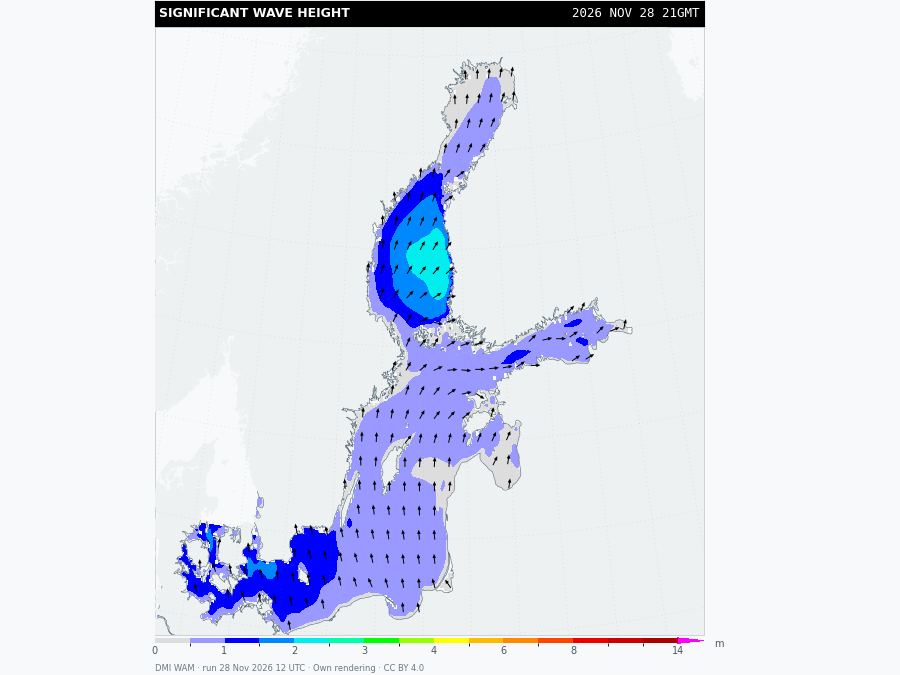 SIGNIFICANT WAVE HEIGHT 2026 NOV 28 21GMT
0 1 2 3 4 6 8 14 m
DMI WAM · run 28 Nov 2026 12 UTC · Own rendering · CC BY 4.0